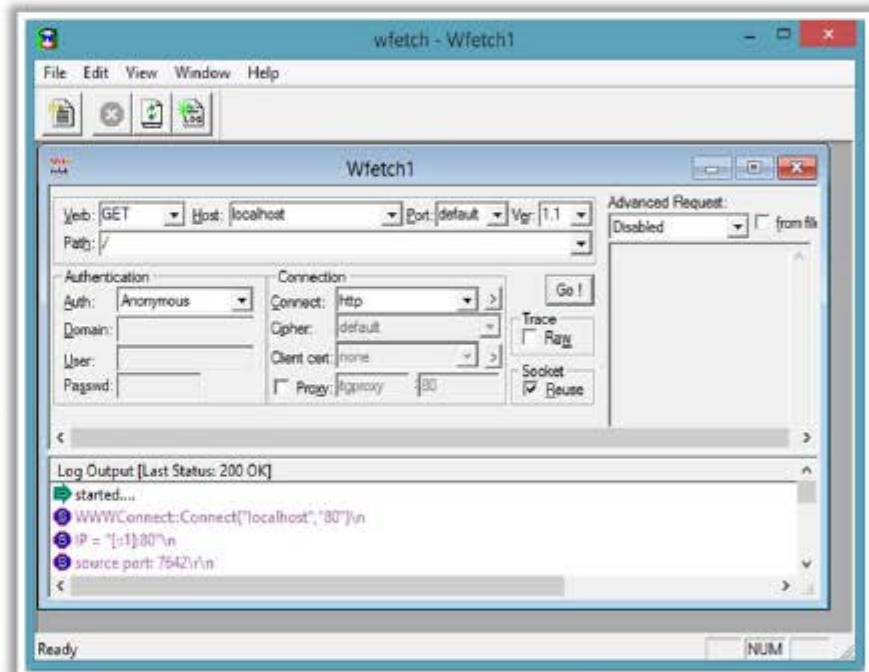 wfetch - Wfetch1
File Edit View Window Help
LOG
Wfetch1
Verb: GET Host: localhost Port: default Ver: 1.1
Advanced Request:
Disabled from file
Path: /
Authentication
Auth: Anonymous
Domain:
User:
Passwd:
Connection
Connect: http >
Cipher: default
Client cert: none >
Proxy: itgproxy : 80
Go !
Trace
Raw
Socket
Reuse
Log Output [Last Status: 200 OK]
started....
WWWConnect::Connect("localhost","80")\n
IP = "[::1]:80"\n
source port: 7642\r\n
Ready NUM